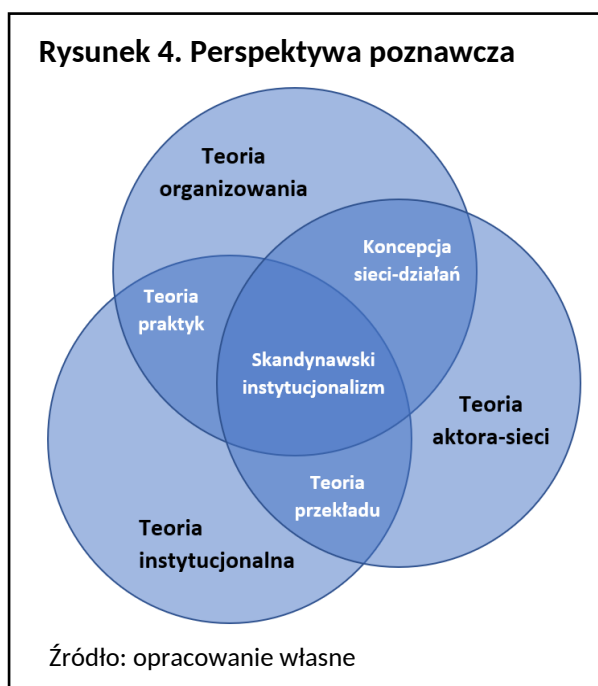 Rysunek 4. Perspektywa poznawcza
Teoria
organizowania
Koncepcja
sieci-działań
Teoria
praktyk
Skandynawski
instytucjonalizm
Teoria
aktora-sieci
Teoria
przekładu
Teoria
instytucjonalna
Źródło: opracowanie własne